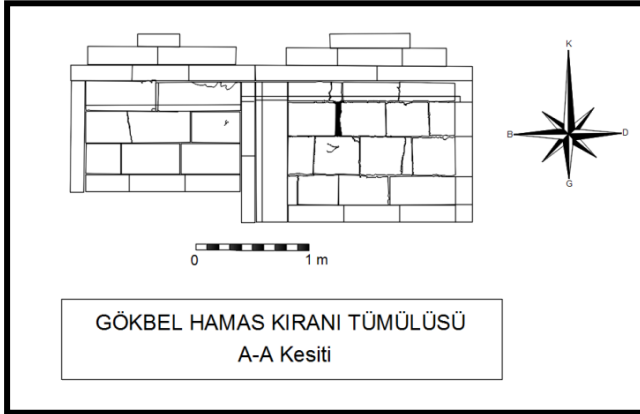 K
B D
G
0 1 m
GÖKBEL HAMAS KIRANI TÜMÜLÜSÜ
A-A Kesiti